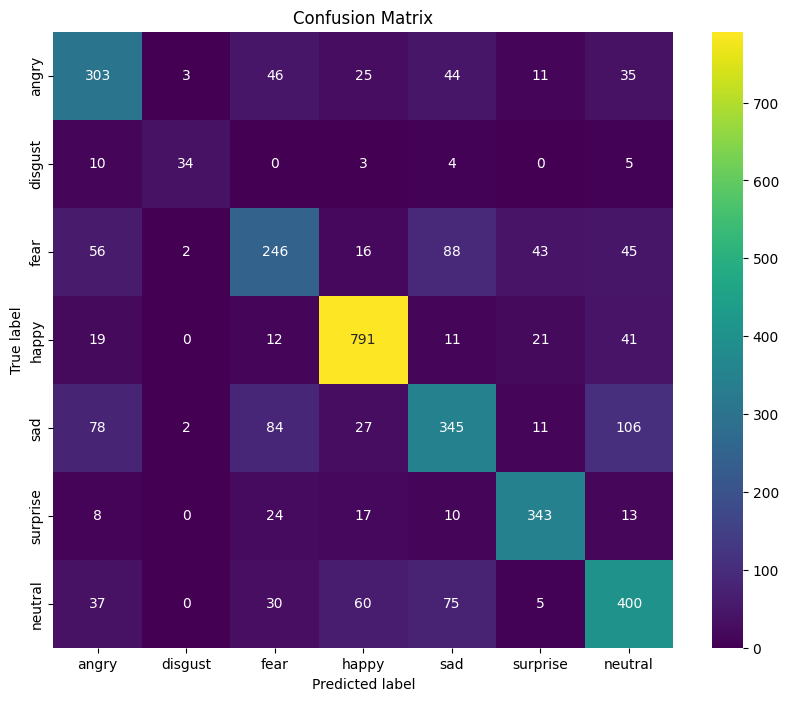 Confusion Matrix
angry 303 3 46 25 44 11 35
disgust 10 34 0 3 4 0 5
fear 56 2 246 16 88 43 45
happy 19 0 12 791 11 21 41
sad 78 2 84 27 345 11 106
surprise 8 0 24 17 10 343 13
neutral 37 0 30 60 75 5 400
angry disgust fear happy sad surprise neutral
Predicted label
True label
700
600
500
400
300
200
100
0